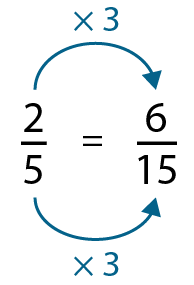 × 3
2/5 = 6/15
× 3